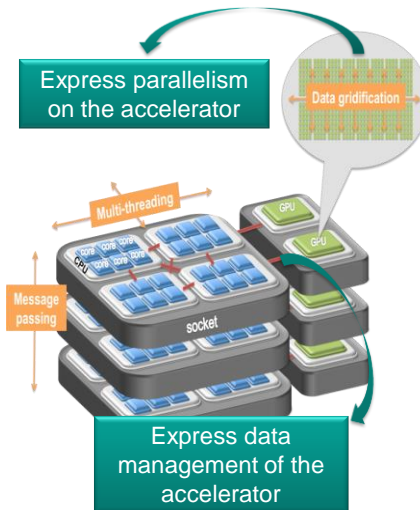 Express parallelism
on the accelerator
Data gridification
Multi-threading
GPU
GPU
core core core
core core core
CPU
Message
passing
socket
Express data
management of the
accelerator